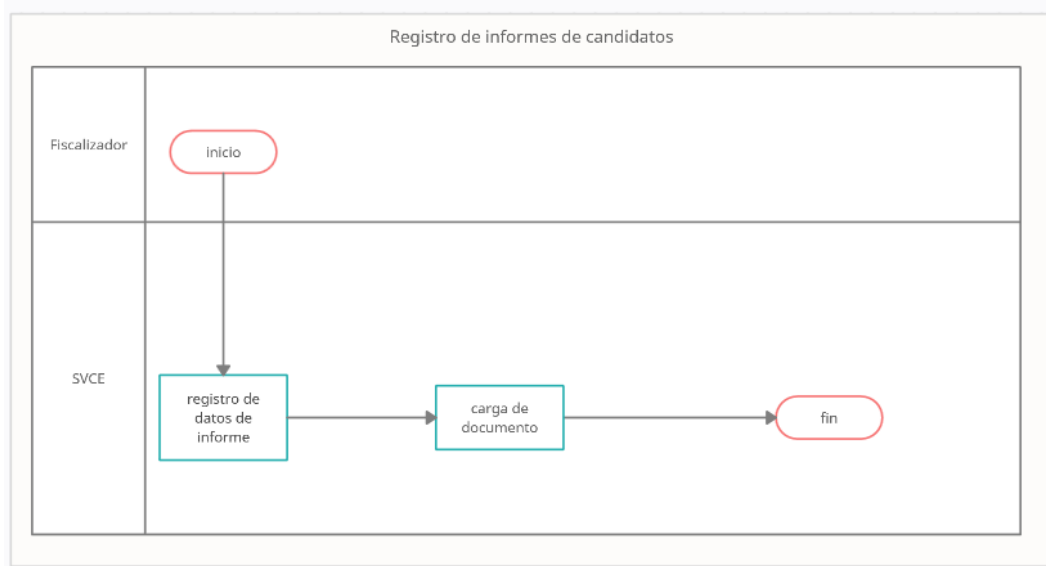 Registro de informes de candidatos
Fiscalizador
inicio
SVCE
registro de
datos de
informe
carga de
documento
fin